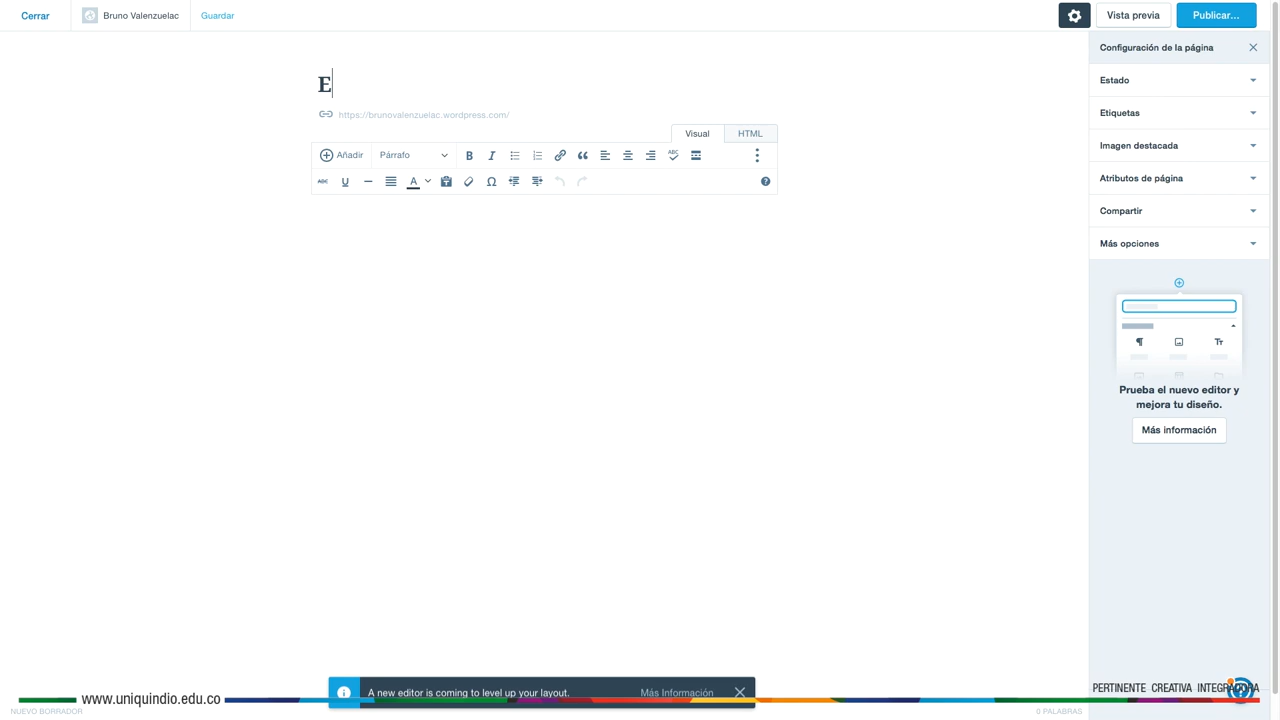 Cerrar
Bruno Valenzuelac
Guardar
Vista previa
Publicar...
Configuración de la página
E
Estado
https://brunovalenzuelac.wordpress.com/
Etiquetas
Visual
HTML
Imagen destacada
Añadir
Párrafo
B
I
ABC
ABC
U
A
Ω
Atributos de página
Compartir
Más opciones
Tт
Prueba el nuevo editor y
mejora tu diseño.
Más información
A new editor is coming to level up your layout.
Más Información
www.uniquindio.edu.co
PERTINENTE CREATIVA INTEGRADORA
NUEVO BORRADOR
0 PALABRAS